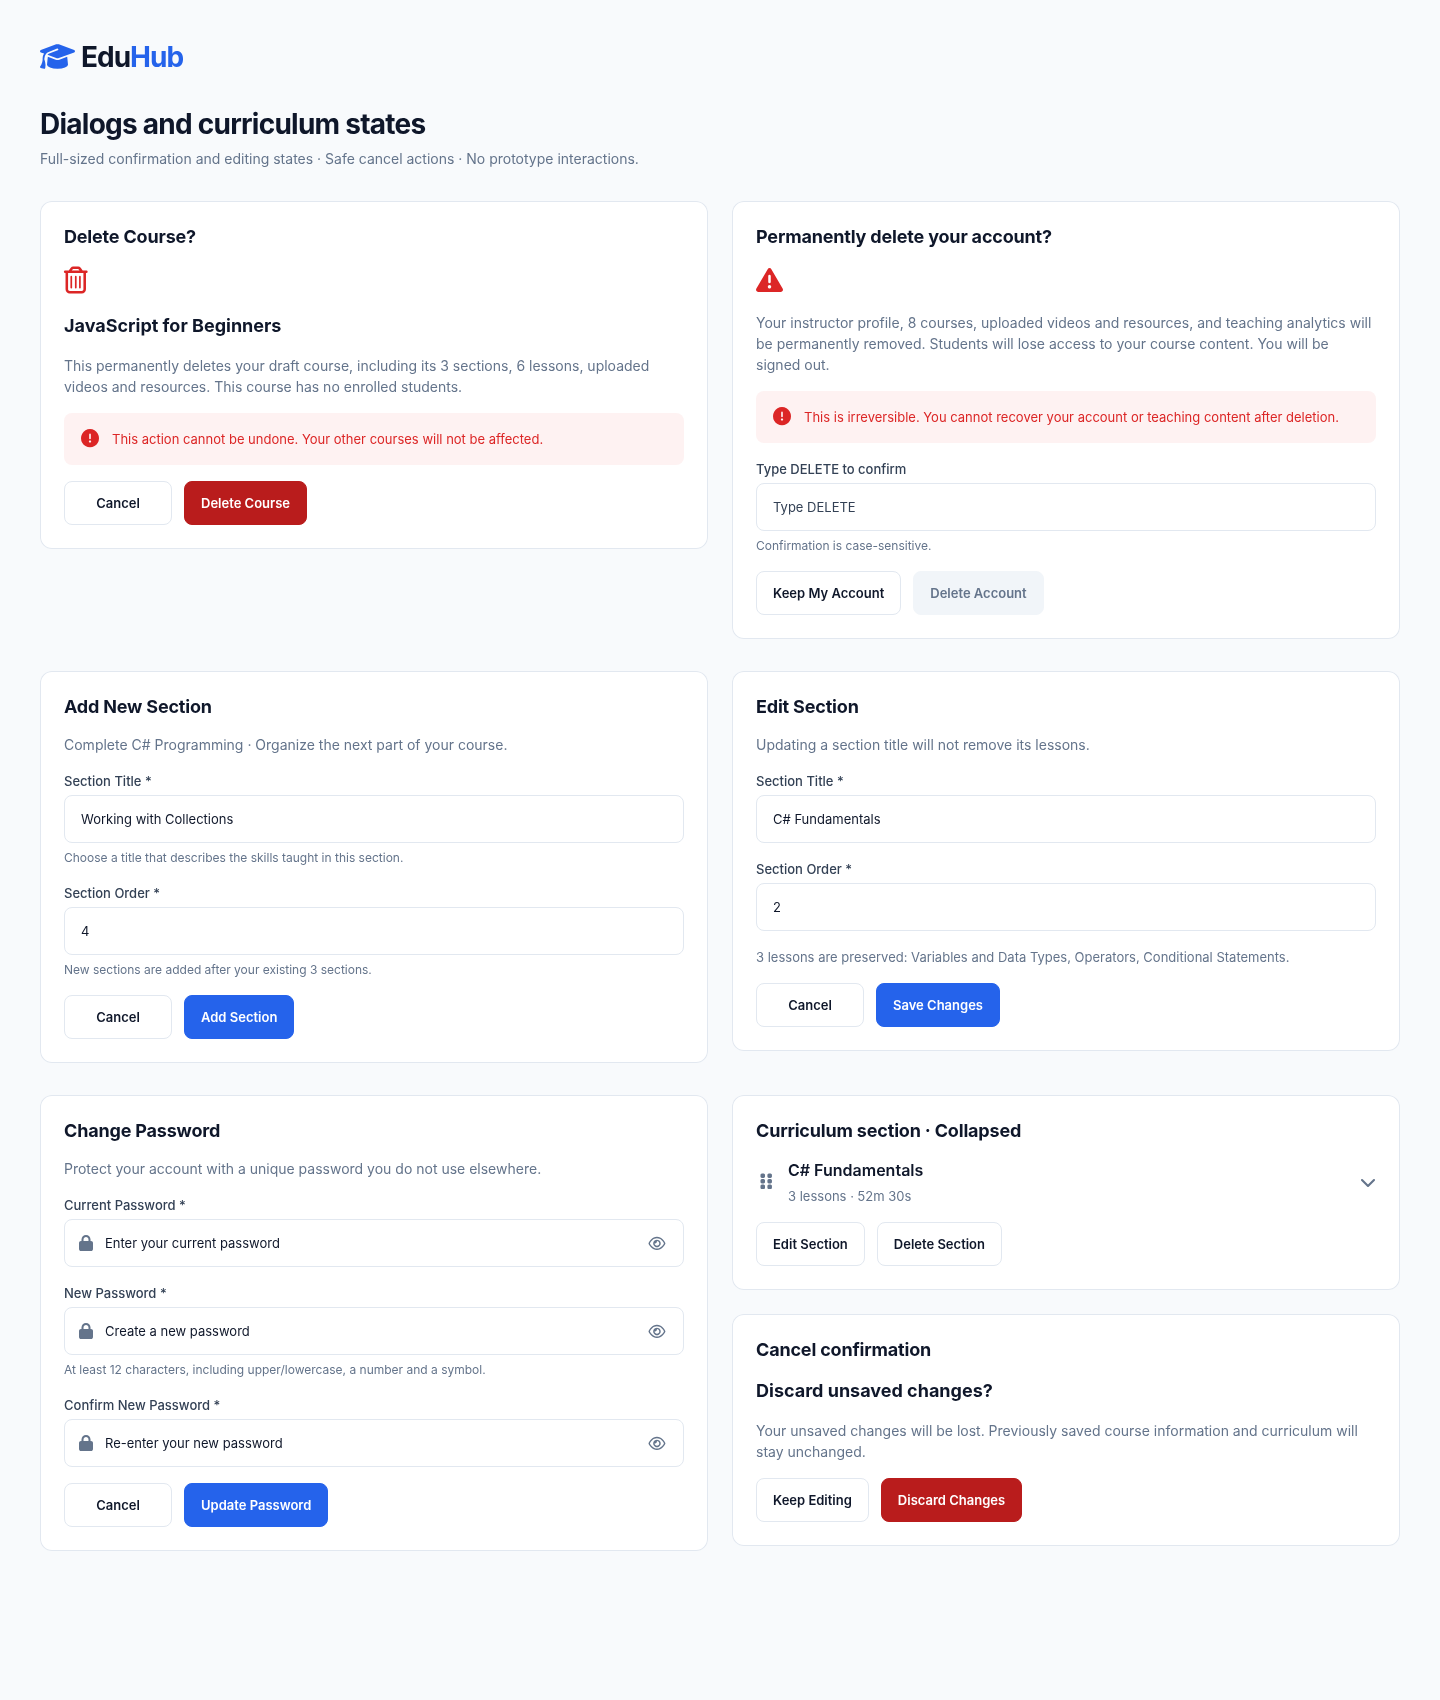 EduHub
Dialogs and curriculum states
Full-sized confirmation and editing states · Safe cancel actions · No prototype interactions.
Delete Course?
JavaScript for Beginners
This permanently deletes your draft course, including its 3 sections, 6 lessons, uploaded
videos and resources. This course has no enrolled students.
This action cannot be undone. Your other courses will not be affected.
Cancel
Delete Course
Permanently delete your account?
Your instructor profile, 8 courses, uploaded videos and resources, and teaching analytics will
be permanently removed. Students will lose access to your course content. You will be
signed out.
This is irreversible. You cannot recover your account or teaching content after deletion.
Type DELETE to confirm
Type DELETE
Confirmation is case-sensitive.
Keep My Account
Delete Account
Add New Section
Complete C# Programming · Organize the next part of your course.
Section Title *
Working with Collections
Choose a title that describes the skills taught in this section.
Section Order *
4
New sections are added after your existing 3 sections.
Cancel
Add Section
Edit Section
Updating a section title will not remove its lessons.
Section Title *
C# Fundamentals
Section Order *
2
3 lessons are preserved: Variables and Data Types, Operators, Conditional Statements.
Cancel
Save Changes
Change Password
Protect your account with a unique password you do not use elsewhere.
Current Password *
Enter your current password
New Password *
Create a new password
At least 12 characters, including upper/lowercase, a number and a symbol.
Confirm New Password *
Re-enter your new password
Cancel
Update Password
Curriculum section · Collapsed
C# Fundamentals
3 lessons · 52m 30s
Edit Section
Delete Section
Cancel confirmation
Discard unsaved changes?
Your unsaved changes will be lost. Previously saved course information and curriculum will
stay unchanged.
Keep Editing
Discard Changes